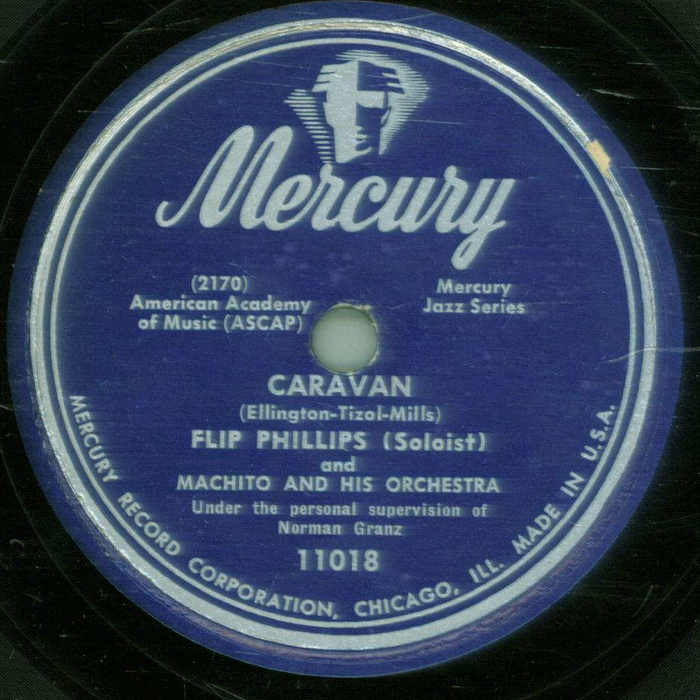 Mercury
(2170)
American Academy
of Music (ASCAP)
Mercury
Jazz Series
CARAVAN
(Ellington-Tizol-Mills)
FLIP PHILLIPS (Soloist)
and
MACHITO AND HIS ORCHESTRA
Under the personal supervision of
Norman Granz
11018
MERCURY RECORD CORPORATION, CHICAGO, ILL. MADE IN U.S.A.